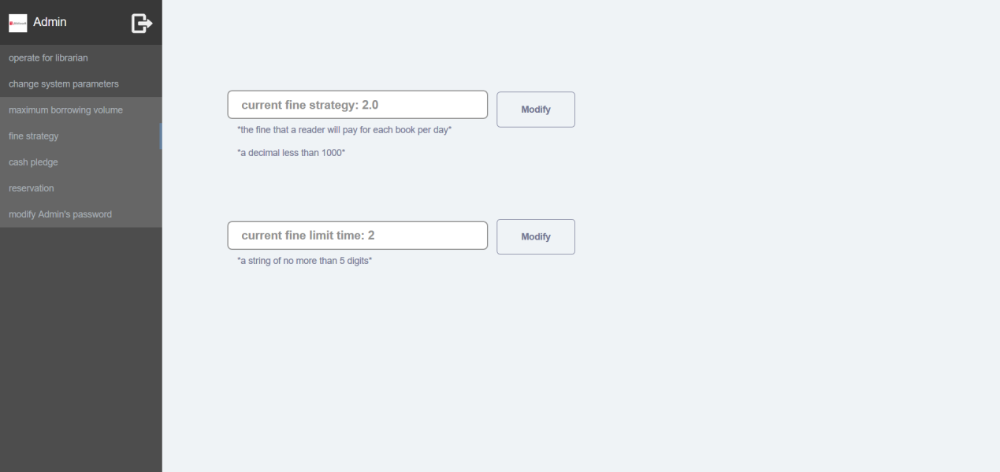 Admin
operate for librarian
change system parameters
maximum borrowing volume
fine strategy
cash pledge
reservation
modify Admin's password
current fine strategy: 2.0
Modify
*the fine that a reader will pay for each book per day*
*a decimal less than 1000*
current fine limit time: 2
Modify
*a string of no more than 5 digits*